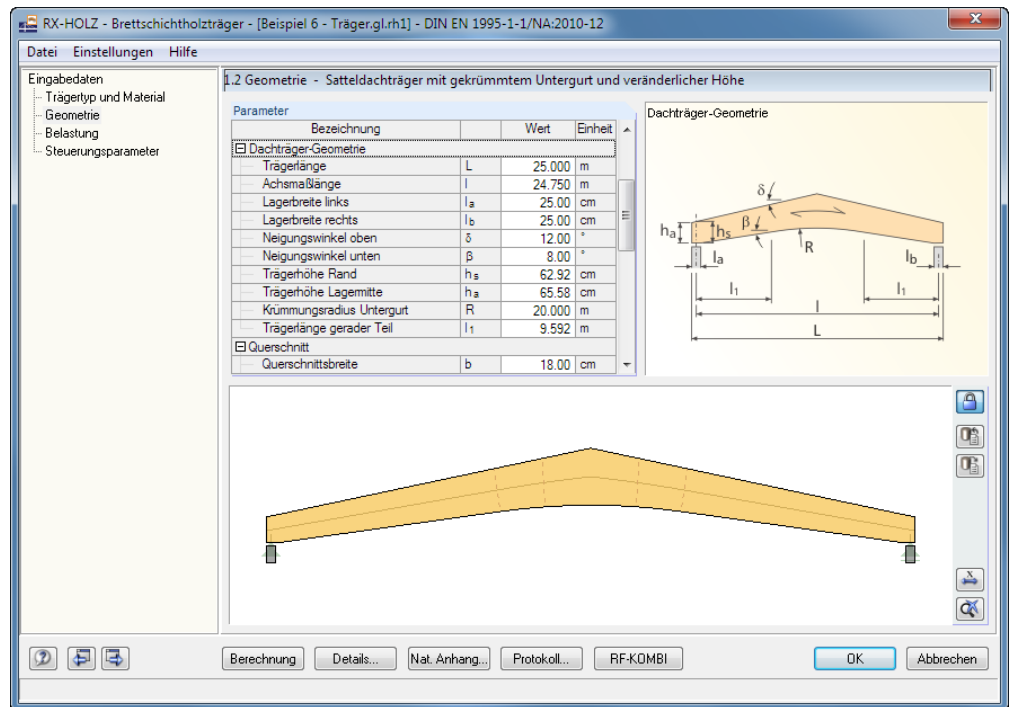 RX-HOLZ - Brettschichtholzträger - [Beispiel 6 - Träger.gl.rh1] - DIN EN 1995-1-1/NA:2010-12
Datei Einstellungen Hilfe
Eingabedaten
Trägertyp und Material
Geometrie
Belastung
Steuerungsparameter
1.2 Geometrie - Satteldachträger mit gekrümmtem Untergurt und veränderlicher Höhe
Parameter
Bezeichnung Wert Einheit
Dachträger-Geometrie
Trägerlänge L 25.000 m
Achsmaßlänge l 24.750 m
Lagerbreite links la 25.00 cm
Lagerbreite rechts lb 25.00 cm
Neigungswinkel oben δ 12.00 °
Neigungswinkel unten β 8.00 °
Trägerhöhe Rand hs 62.92 cm
Trägerhöhe Lagermitte ha 65.58 cm
Krümmungsradius Untergurt R 20.000 m
Trägerlänge gerader Teil l1 9.592 m
Querschnitt
Querschnittsbreite b 18.00 cm
Dachträger-Geometrie
δ
ha hs β R
la lb
l1 l1
l
L
Berechnung Details... Nat. Anhang... Protokoll... RF-KOMBI OK Abbrechen